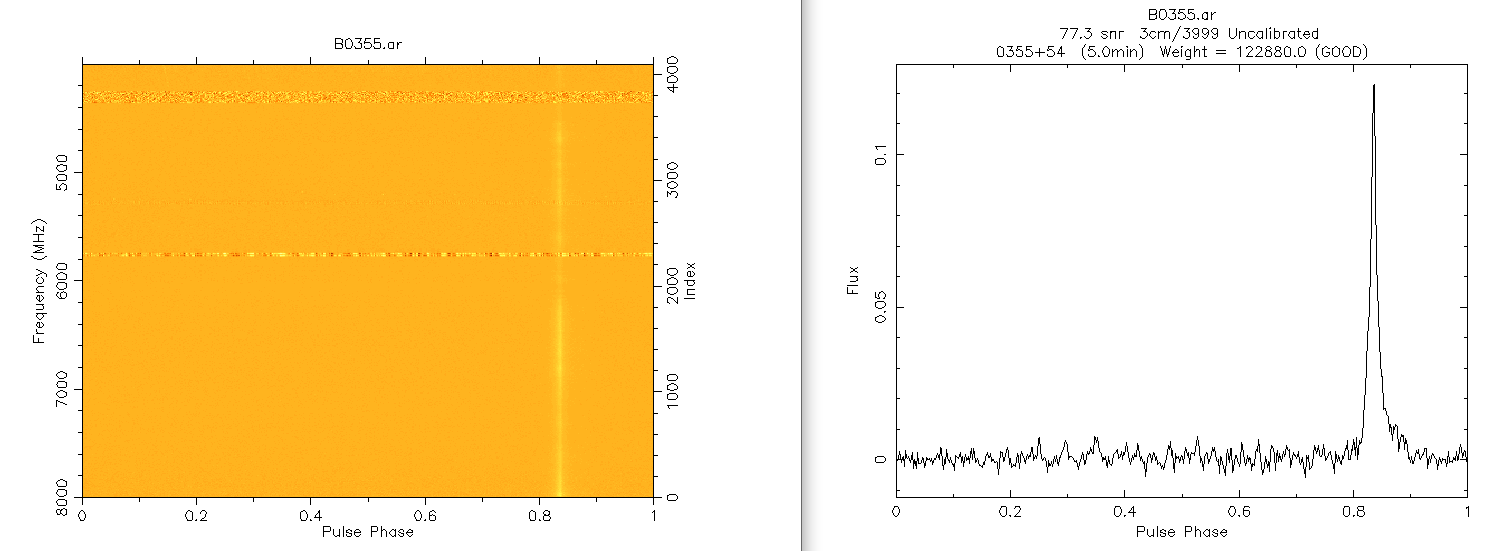 B0355.ar
5000
6000
7000
8000
Frequency (MHz)
0
0.2
0.4
0.6
0.8
1
Pulse Phase
4000
3000
2000
1000
0
Index
B0355.ar
77.3 snr 3cm/3999 Uncalibrated
0355+54 (5.0min) Weight = 122880.0 (GOOD)
0.1
0.05
0
Flux
0
0.2
0.4
0.6
0.8
1
Pulse Phase